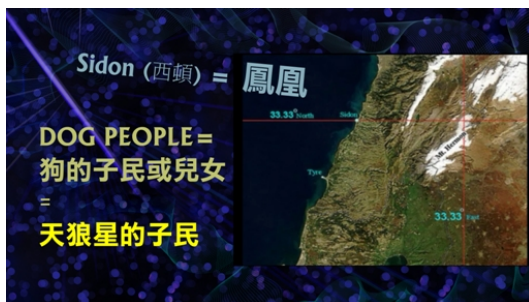 Sidon (西頓) = 鳳凰
33.33° North
Sidon
DOG PEOPLE=
狗的子民或兒女
=
天狼星的子民
Tyre
Mt. Hermon
33.33° East